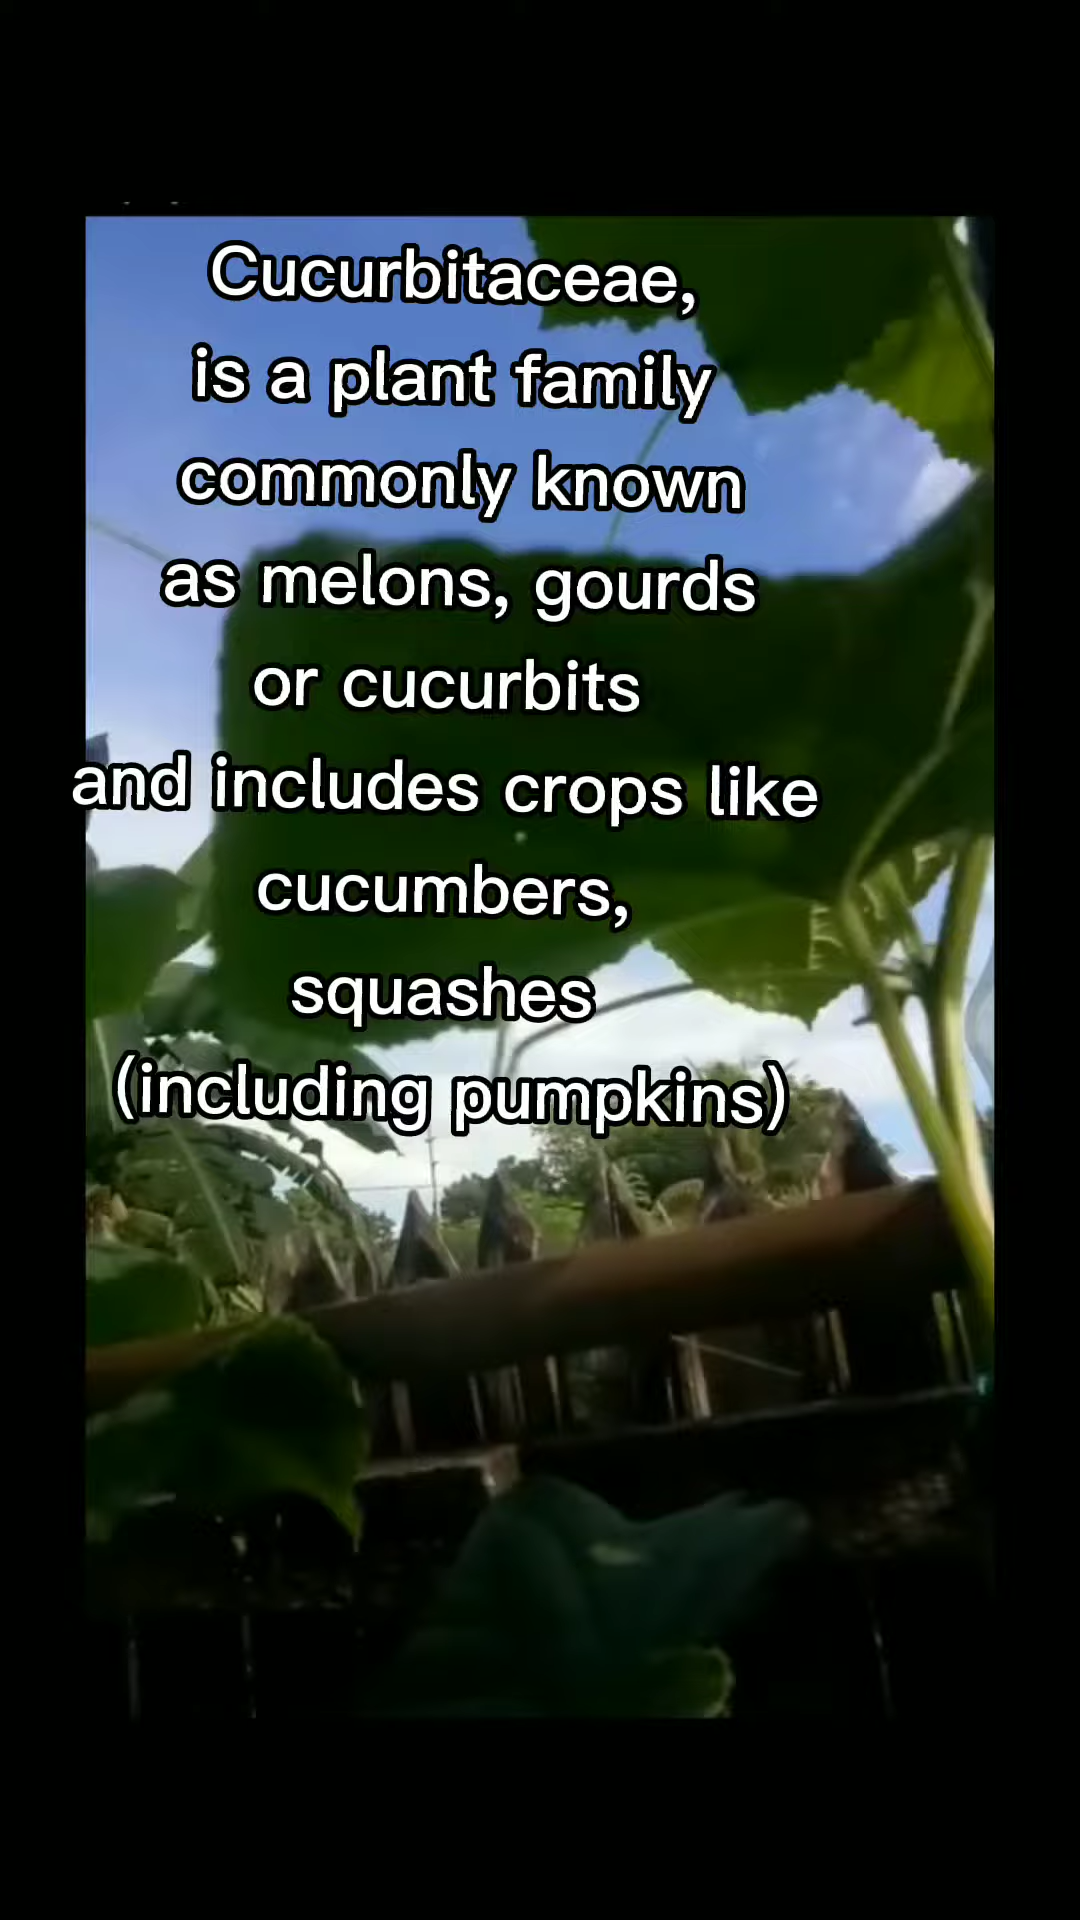 Cucurbitaceae,
is a plant family
commonly known
as melons, gourds
or cucurbits
and includes crops like
cucumbers,
squashes
(including pumpkins)